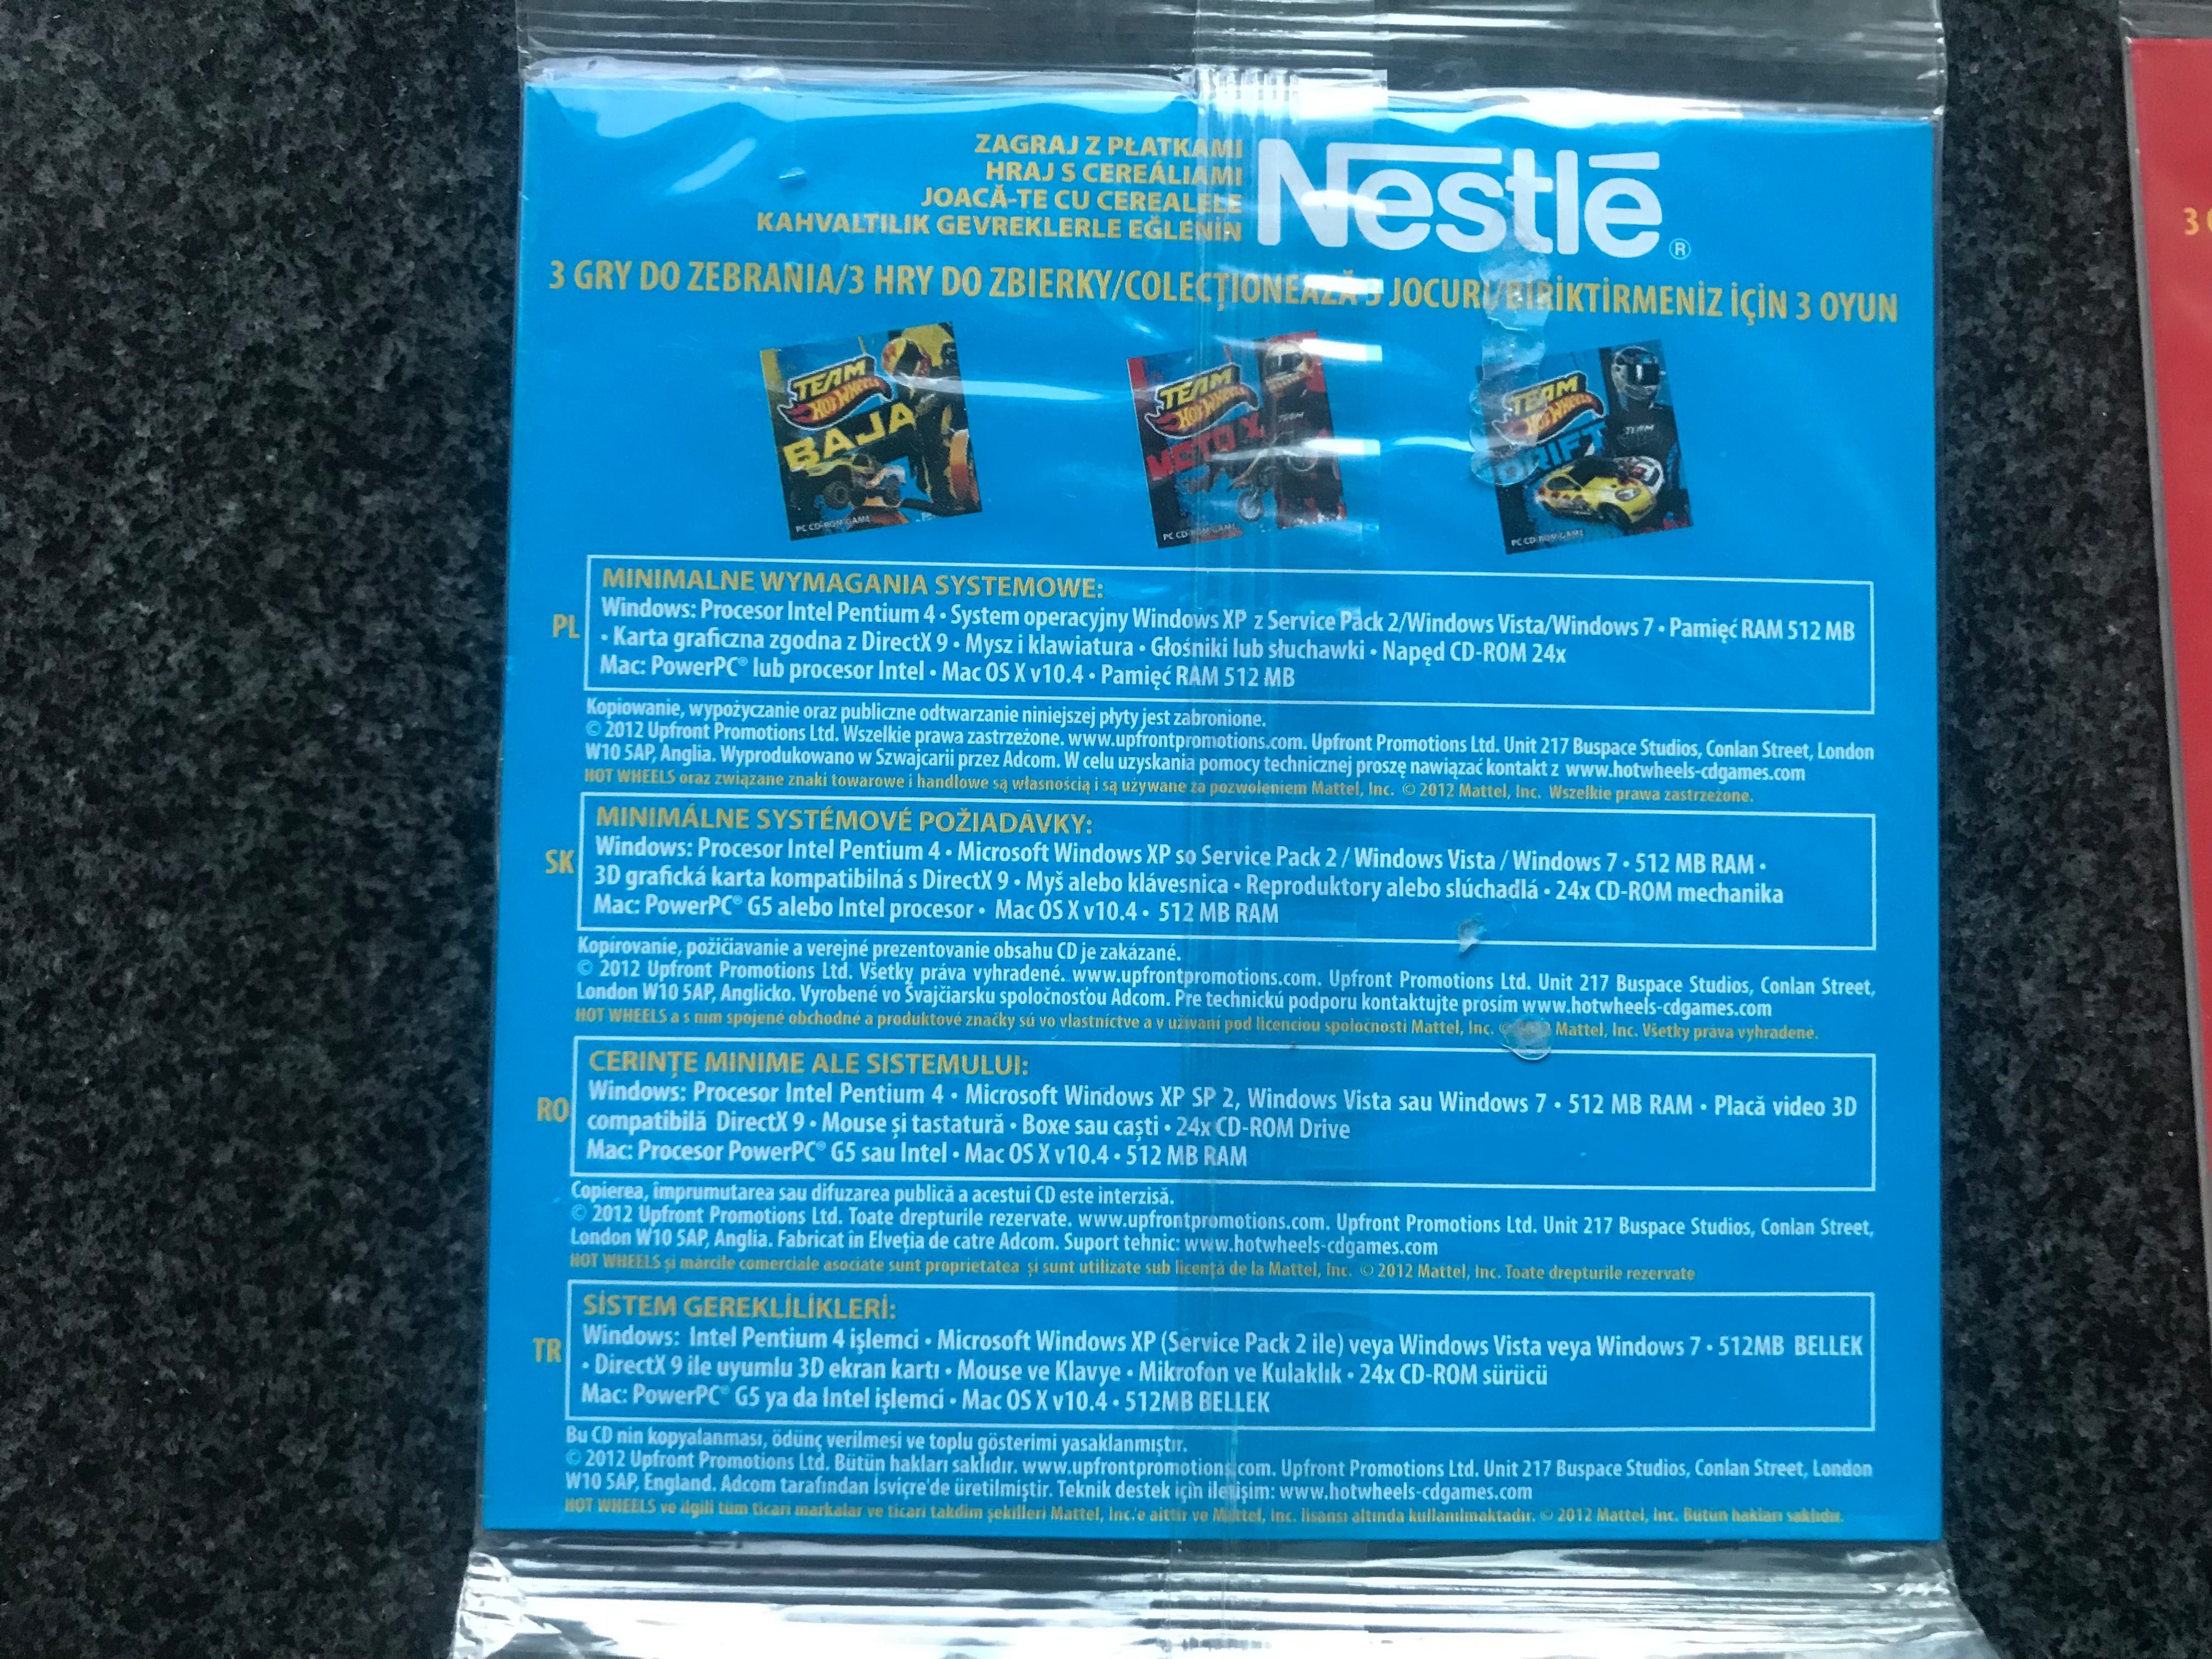 ZAGRAJ Z PŁATKAMI
HRAJ S CEREÁLIAMI
JOACĂ-TE CU CEREALELE
KAHVALTILIK GEVREKLERLE EĞLENİN
Nestlé®
3 GRY DO ZEBRANIA/3 HRY DO ZBIERKY/COLECȚIONEAZĂ 3 JOCURI/BİRİKTİRMENİZ İÇİN 3 OYUN
TEAM
HOT WHEELS
BAJA
PC CD-ROM GAME
TEAM
HOT WHEELS
MOTO X
TEAM
PC CD-ROM GAME
TEAM
HOT WHEELS
DRIFT
TEAM
PC CD-ROM GAME
PL
MINIMALNE WYMAGANIA SYSTEMOWE:
Windows: Procesor Intel Pentium 4 • System operacyjny Windows XP z Service Pack 2/Windows Vista/Windows 7 • Pamięć RAM 512 MB
• Karta graficzna zgodna z DirectX 9 • Mysz i klawiatura • Głośniki lub słuchawki • Napęd CD-ROM 24x
Mac: PowerPC® lub procesor Intel • Mac OS X v10.4 • Pamięć RAM 512 MB
Kopiowanie, wypożyczanie oraz publiczne odtwarzanie niniejszej płyty jest zabronione.
© 2012 Upfront Promotions Ltd. Wszelkie prawa zastrzeżone. www.upfrontpromotions.com. Upfront Promotions Ltd. Unit 217 Buspace Studios, Conlan Street, London
W10 5AP, Anglia. Wyprodukowano w Szwajcarii przez Adcom. W celu uzyskania pomocy technicznej proszę nawiązać kontakt z www.hotwheels-cdgames.com
HOT WHEELS oraz związane znaki towarowe i handlowe są własnością i są używane za pozwoleniem Mattel, Inc. © 2012 Mattel, Inc. Wszelkie prawa zastrzeżone.
SK
MINIMÁLNE SYSTÉMOVÉ POŽIADAVKY:
Windows: Procesor Intel Pentium 4 • Microsoft Windows XP so Service Pack 2 / Windows Vista / Windows 7 • 512 MB RAM •
3D grafická karta kompatibilná s DirectX 9 • Myš alebo klávesnica • Reproduktory alebo slúchadlá • 24x CD-ROM mechanika
Mac: PowerPC® G5 alebo Intel procesor • Mac OS X v10.4 • 512 MB RAM
Kopírovanie, požičiavanie a verejné prezentovanie obsahu CD je zakázané.
© 2012 Upfront Promotions Ltd. Všetky práva vyhradené. www.upfrontpromotions.com. Upfront Promotions Ltd. Unit 217 Buspace Studios, Conlan Street,
London W10 5AP, Anglicko. Vyrobené vo Švajčiarsku spoločnosťou Adcom. Pre technickú podporu kontaktujte prosím www.hotwheels-cdgames.com
HOT WHEELS a s ním spojené obchodné a produktové značky sú vo vlastníctve a v užívaní pod licenciou spoločnosti Mattel, Inc. © Mattel, Inc. Všetky práva vyhradené.
RO
CERINȚE MINIME ALE SISTEMULUI:
Windows: Procesor Intel Pentium 4 • Microsoft Windows XP SP 2, Windows Vista sau Windows 7 • 512 MB RAM • Placă video 3D
compatibilă DirectX 9 • Mouse și tastatură • Boxe sau caști • 24x CD-ROM Drive
Mac: Procesor PowerPC® G5 sau Intel • Mac OS X v10.4 • 512 MB RAM
Copierea, împrumutarea sau difuzarea publică a acestui CD este interzisă.
© 2012 Upfront Promotions Ltd. Toate drepturile rezervate. www.upfrontpromotions.com. Upfront Promotions Ltd. Unit 217 Buspace Studios, Conlan Street,
London W10 5AP, Anglia. Fabricat in Elveția de catre Adcom. Suport tehnic: www.hotwheels-cdgames.com
HOT WHEELS și mărcile comerciale asociate sunt proprietatea și sunt utilizate sub licență de la Mattel, Inc. © 2012 Mattel, Inc. Toate drepturile rezervate
TR
SİSTEM GEREKLİLİKLERİ:
Windows: Intel Pentium 4 işlemci • Microsoft Windows XP (Service Pack 2 ile) veya Windows Vista veya Windows 7 • 512MB BELLEK
• DirectX 9 ile uyumlu 3D ekran kartı • Mouse ve Klavye • Mikrofon ve Kulaklık • 24x CD-ROM sürücü
Mac: PowerPC® G5 ya da Intel işlemci • Mac OS X v10.4 • 512MB BELLEK
Bu CD nin kopyalanması, ödünç verilmesi ve toplu gösterimi yasaklanmıştır.
© 2012 Upfront Promotions Ltd. Bütün hakları saklıdır. www.upfrontpromotions.com. Upfront Promotions Ltd. Unit 217 Buspace Studios, Conlan Street, London
W10 5AP, England. Adcom tarafından İsviçre'de üretilmiştir. Teknik destek için iletişim: www.hotwheels-cdgames.com
HOT WHEELS ve ilgili tüm ticari markalar ve ticari takdim şekilleri Mattel, Inc.'e aittir ve Mattel, Inc. lisansı altında kullanılmaktadır. © 2012 Mattel, Inc. Bütün hakları saklıdır.
3